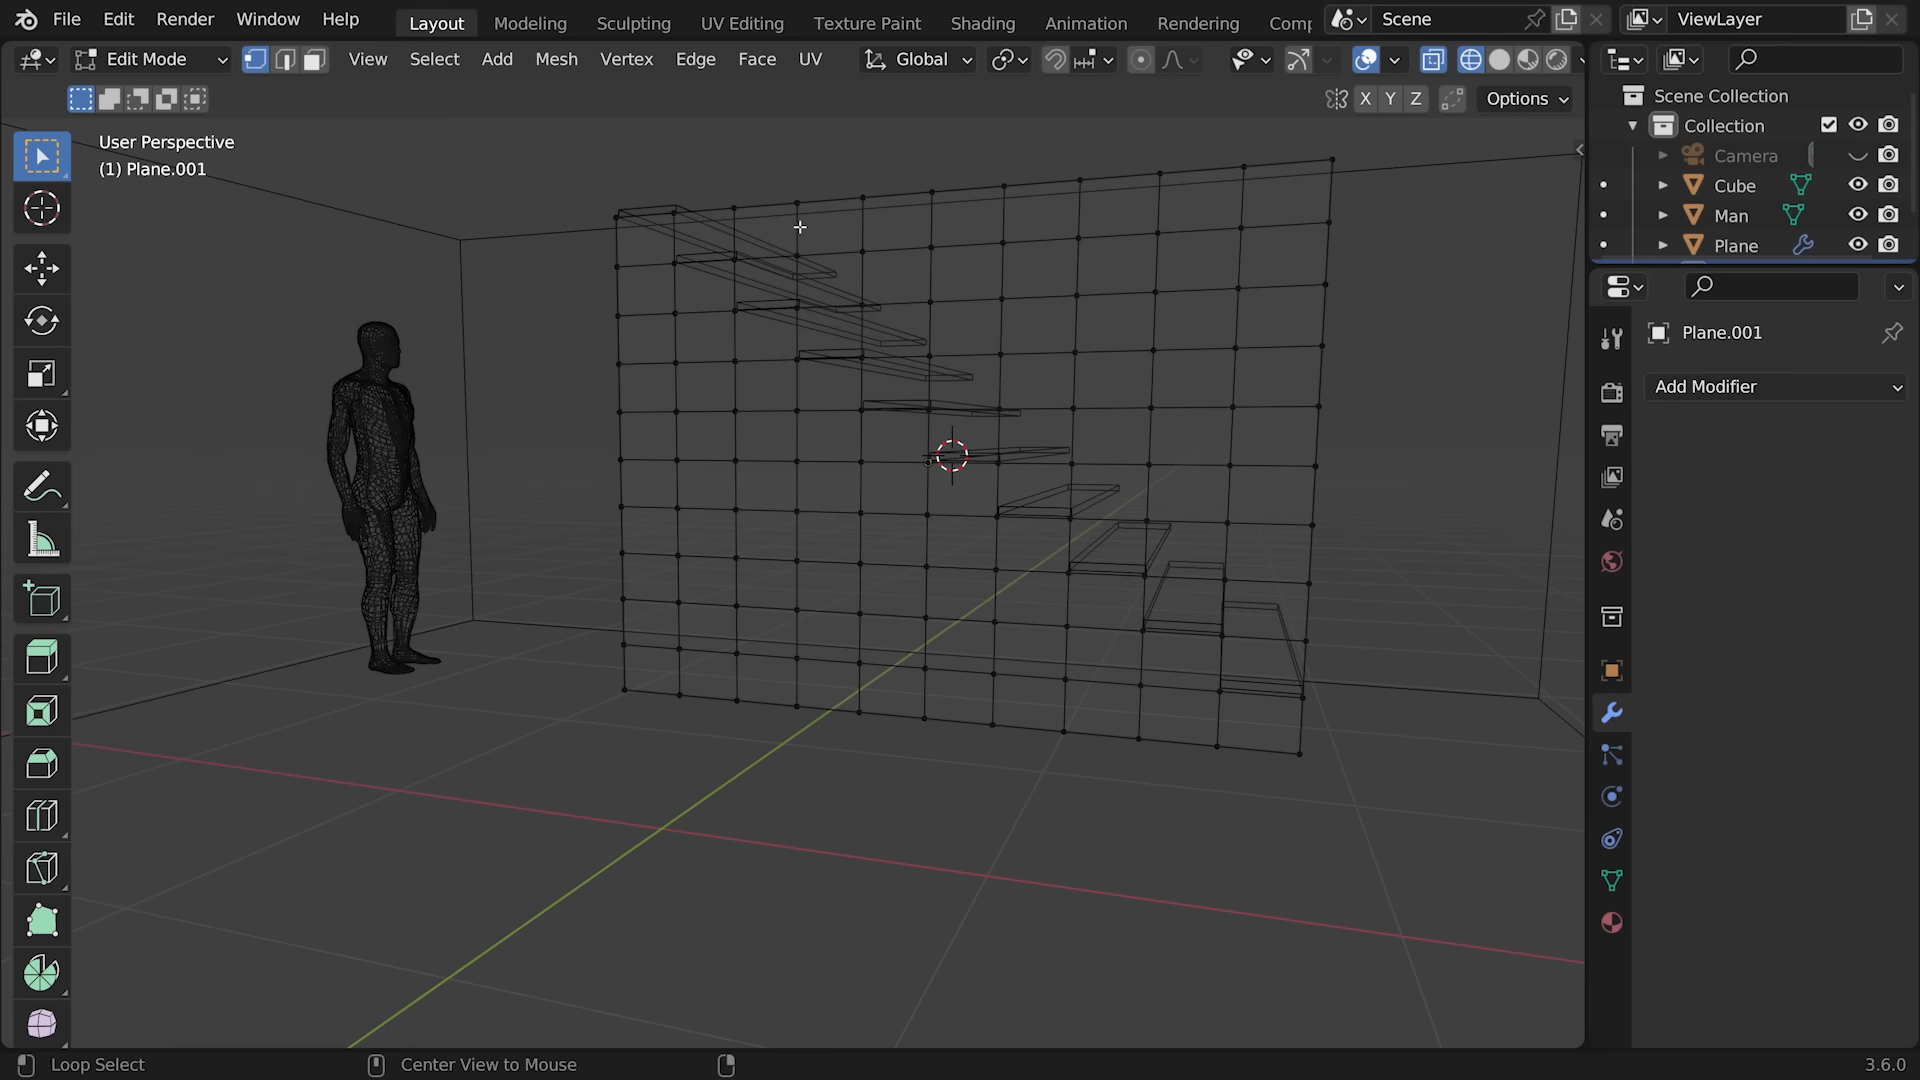 File Edit Render Window Help Layout Modeling Sculpting UV Editing Texture Paint Shading Animation Rendering Comp Scene ViewLayer
Edit Mode View Select Add Mesh Vertex Edge Face UV Global
X Y Z Options
User Perspective
(1) Plane.001
Scene Collection
Collection
Camera
Cube
Man
Plane
Plane.001
Add Modifier
Loop Select Center View to Mouse 3.6.0